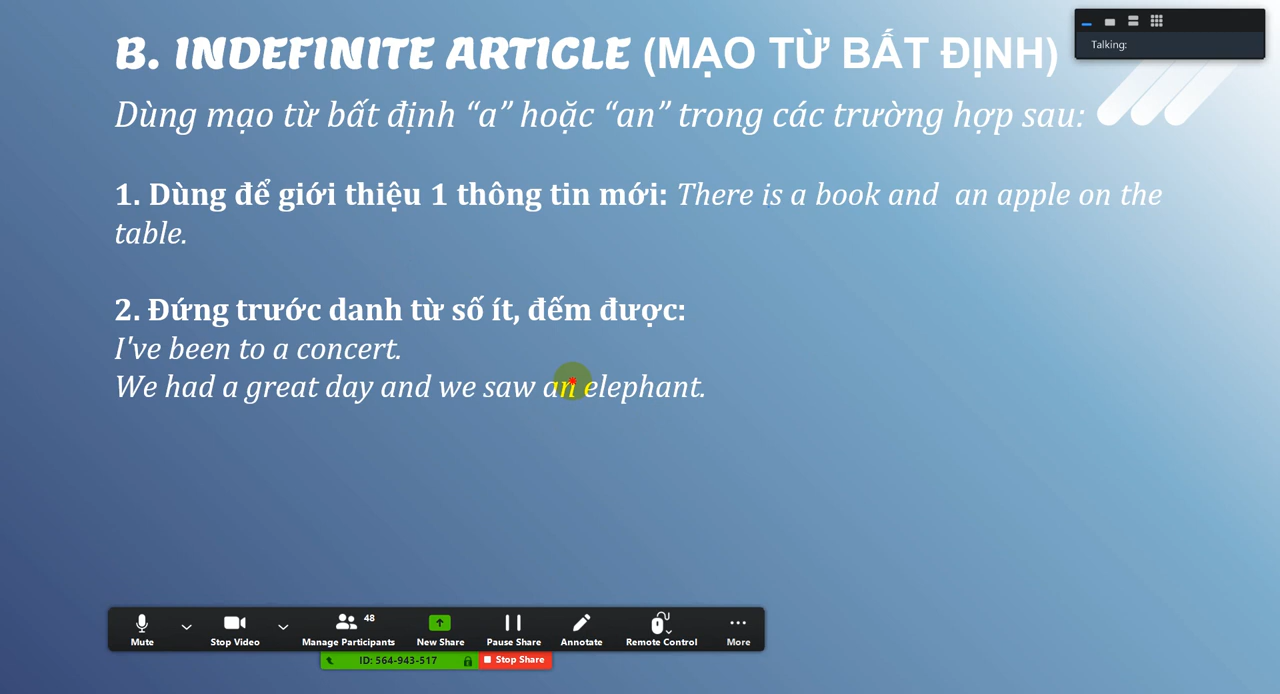 B. INDEFINITE ARTICLE (MẠO TỪ BẤT ĐỊNH)
Talking:
Dùng mạo từ bất định “a” hoặc “an” trong các trường hợp sau:
1. Dùng để giới thiệu 1 thông tin mới: There is a book and  an apple on the
table.
2. Đứng trước danh từ số ít, đếm được:
I've been to a concert.
We had a great day and we saw an elephant.
48
Mute
Stop Video
Manage Participants
New Share
Pause Share
Annotate
Remote Control
More
ID: 564-943-517
Stop Share